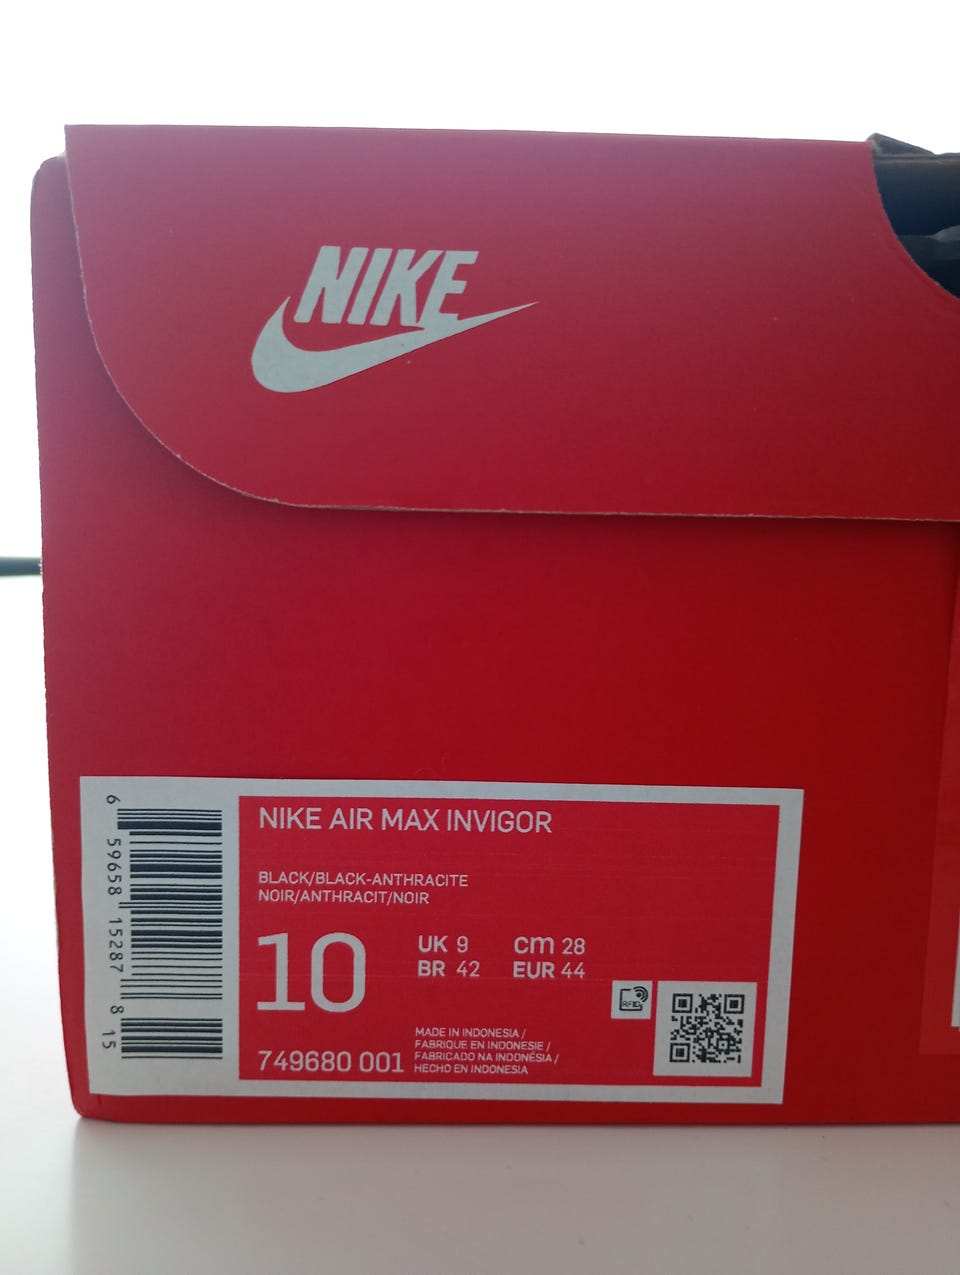 NIKE
NIKE AIR MAX INVIGOR
BLACK/BLACK-ANTHRACITE
NOIR/ANTHRACIT/NOIR
10
UK 9 cm 28
BR 42 EUR 44
RFID
749680 001
MADE IN INDONESIA /
FABRIQUE EN INDONESIE /
FABRICADO NA INDONÉSIA /
HECHO EN INDONESIA
6 59658 15287 8 15